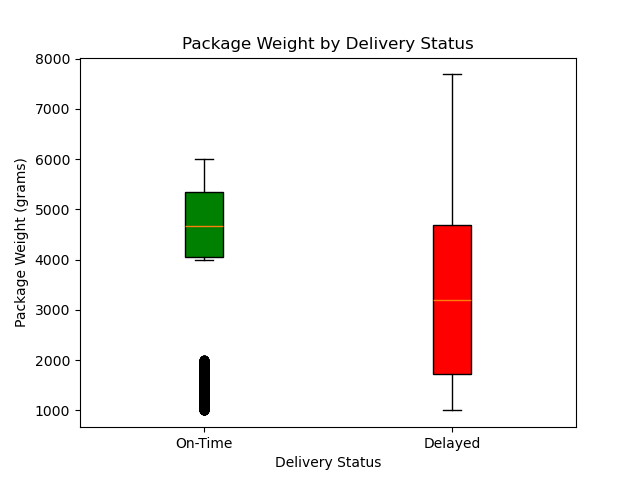 Package Weight by Delivery Status
Package Weight (grams)
8000
7000
6000
5000
4000
3000
2000
1000
On-Time
Delayed
Delivery Status